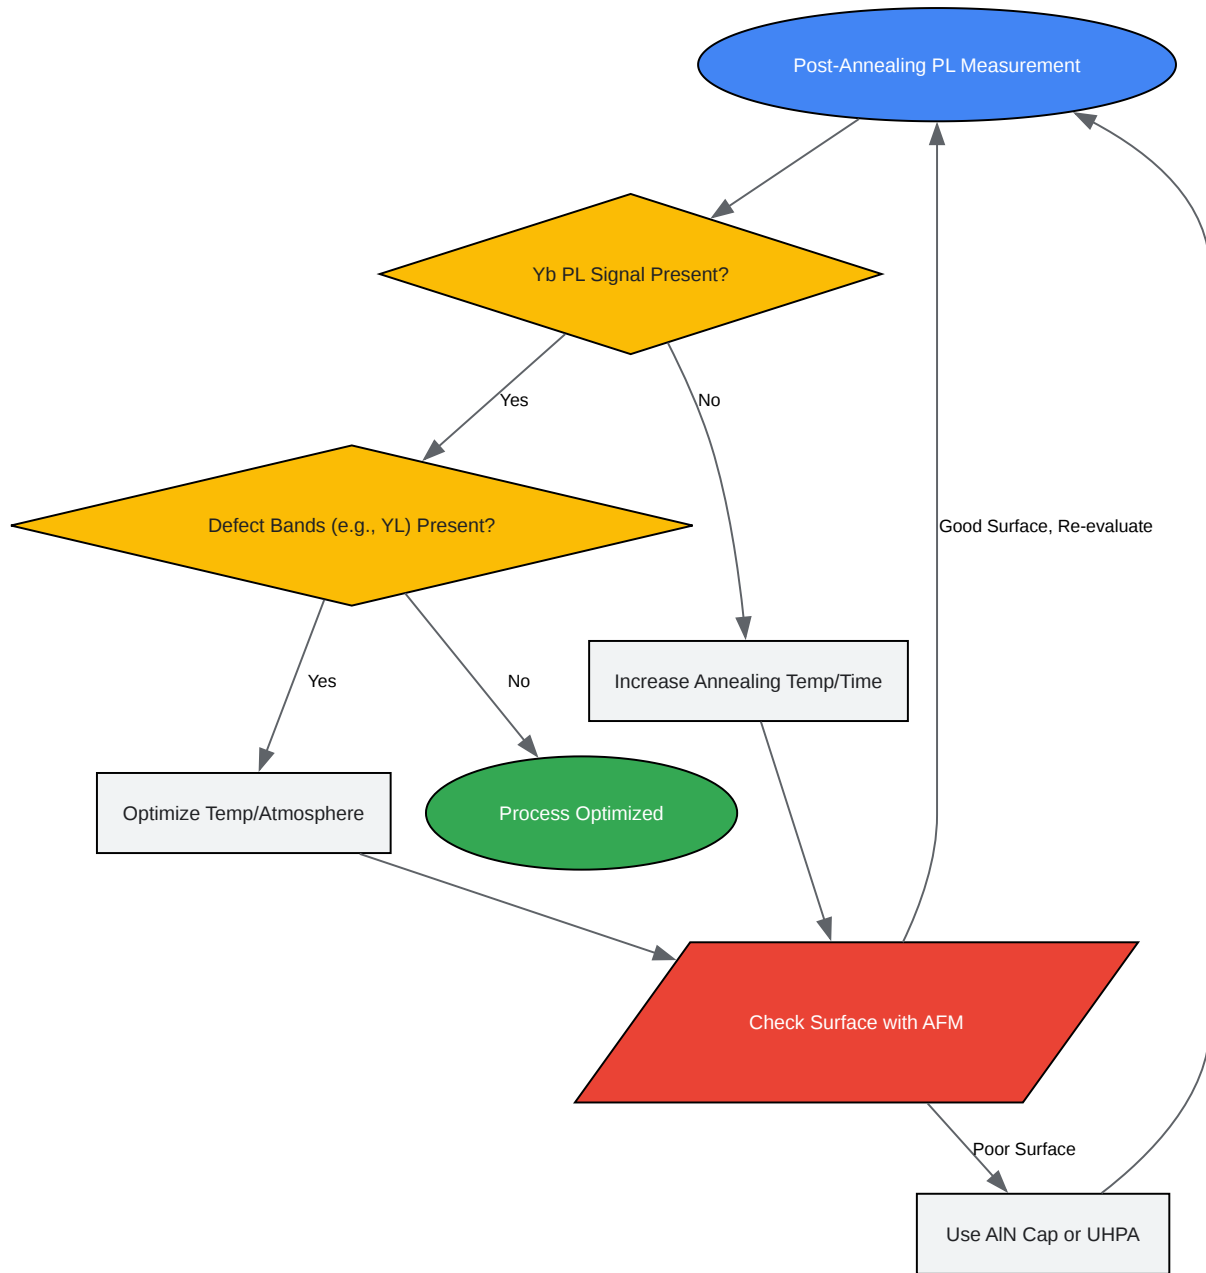 Post-Annealing PL Measurement
Yb PL Signal Present?
Yes
No
Defect Bands (e.g., YL) Present?
Good Surface, Re-evaluate
Yes
No
Increase Annealing Temp/Time
Optimize Temp/Atmosphere
Process Optimized
Check Surface with AFM
Poor Surface
Use AlN Cap or UHPA